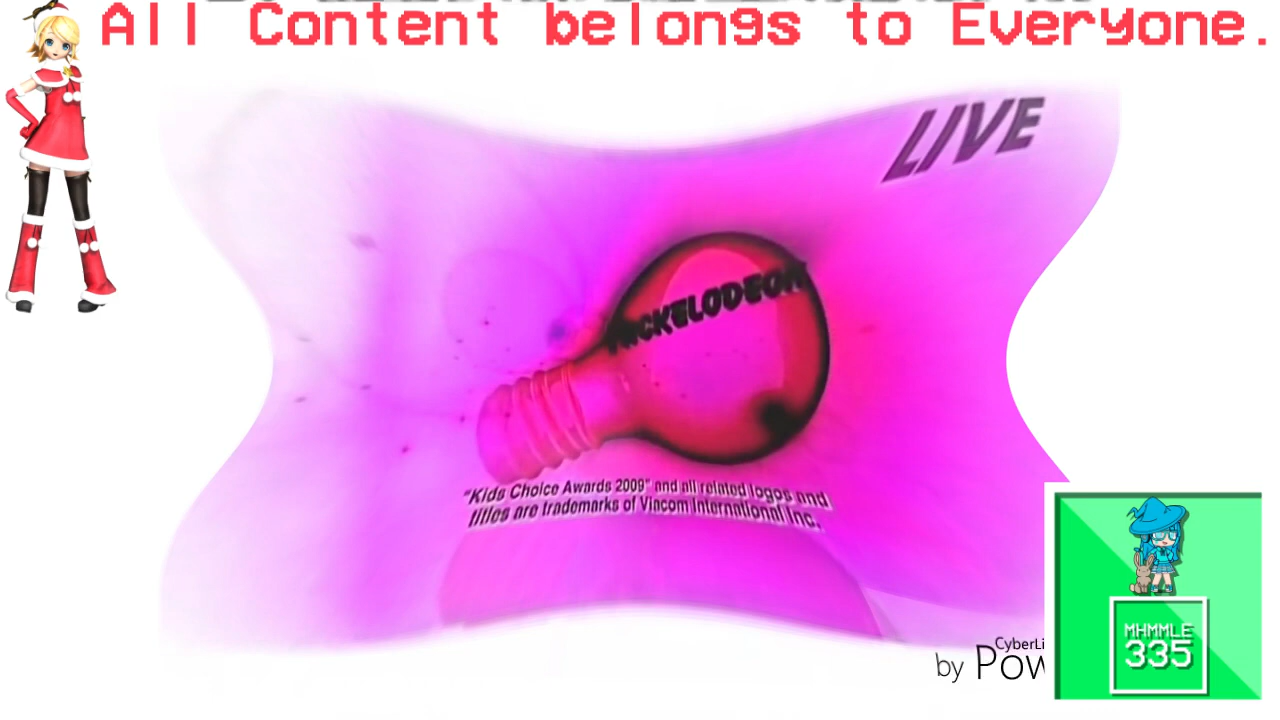 All Content belongs to Everyone.
LIVE
NICKELODEON
"Kids Choice Awards 2009" and all related logos and
titles are trademarks of Viacom International Inc.
CyberLi
by Pow
MHMMLE
335